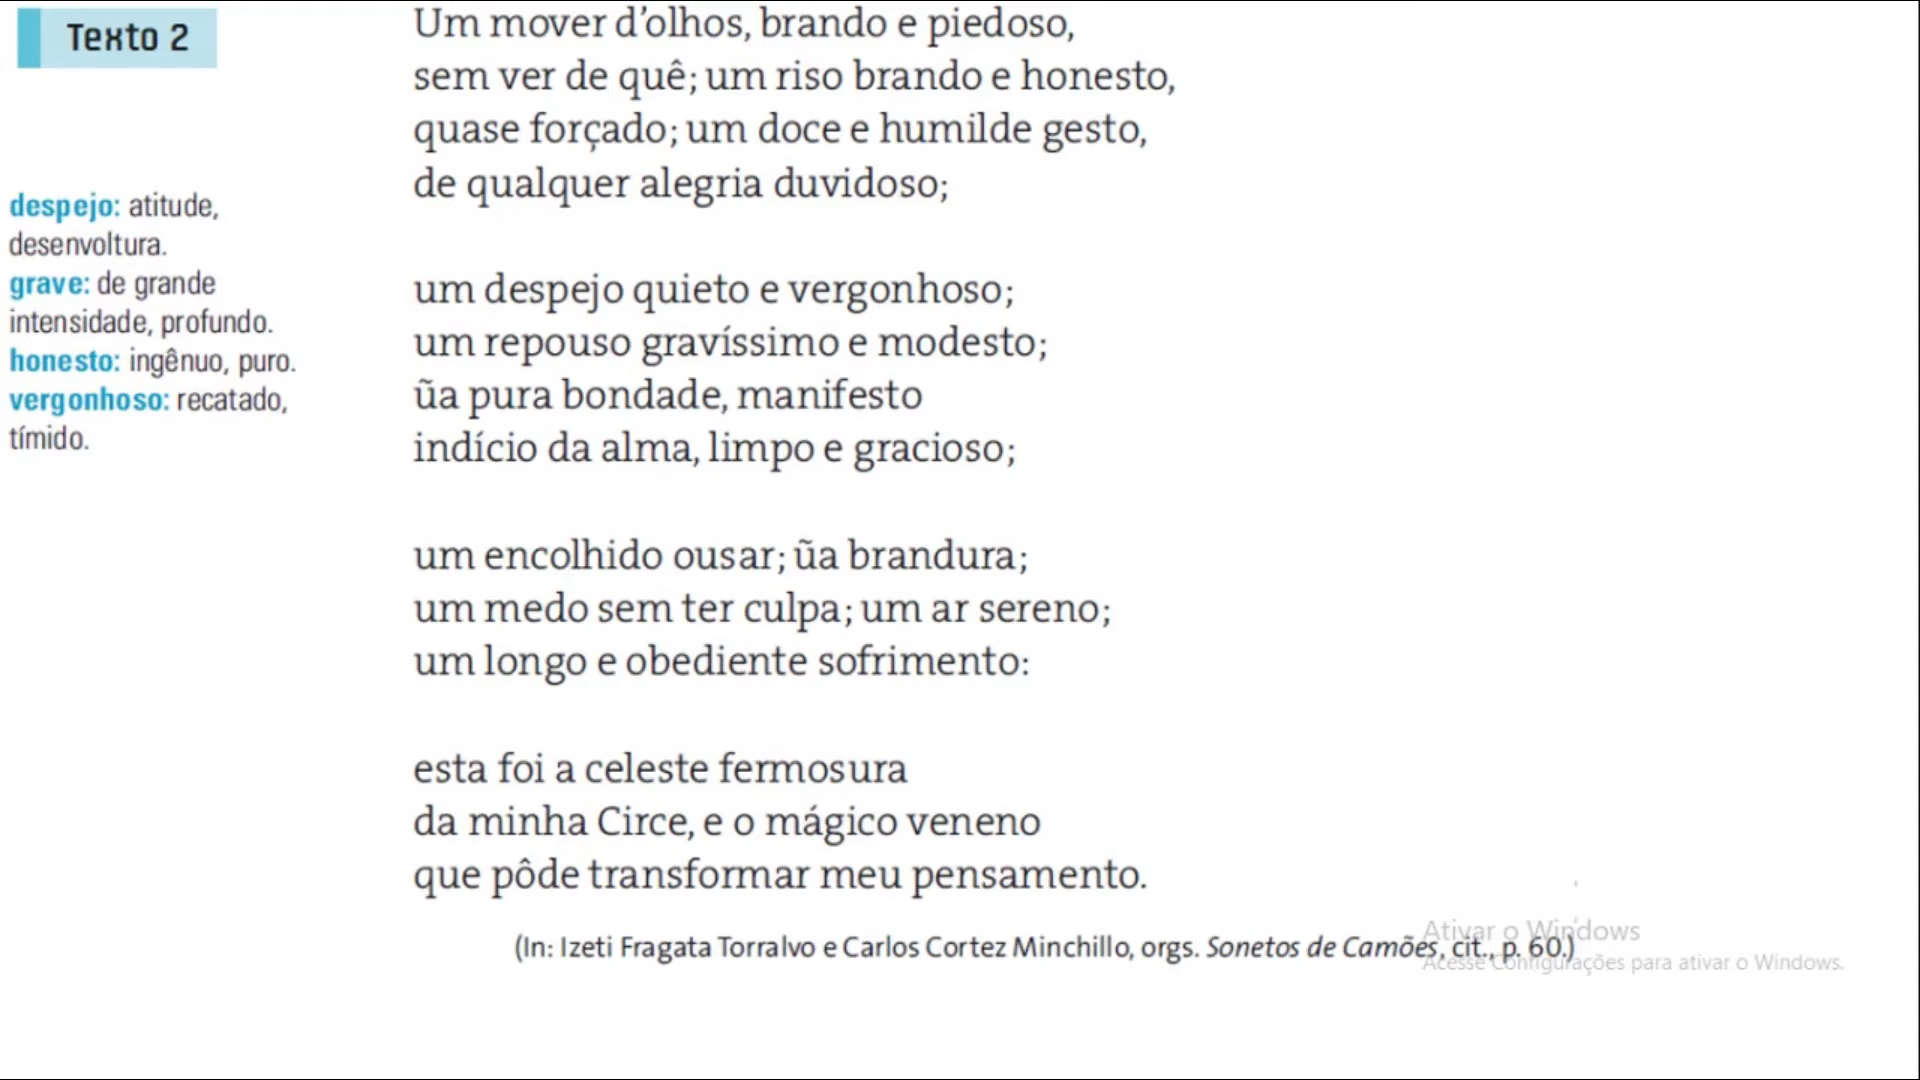 Texto 2
Um mover d’olhos, brando e piedoso,
sem ver de quê; um riso brando e honesto,
quase forçado; um doce e humilde gesto,
de qualquer alegria duvidoso;
despejo: atitude,
desenvoltura.
grave: de grande
intensidade, profundo.
honesto: ingênuo, puro.
vergonhoso: recatado,
tímido.
um despejo quieto e vergonhoso;
um repouso gravíssimo e modesto;
ũa pura bondade, manifesto
indício da alma, limpo e gracioso;
um encolhido ousar; ũa brandura;
um medo sem ter culpa; um ar sereno;
um longo e obediente sofrimento:
esta foi a celeste fermosura
da minha Circe, e o mágico veneno
que pôde transformar meu pensamento.
(In: Izeti Fragata Torralvo e Carlos Cortez Minchillo, orgs. Sonetos de Camões, cit., p. 60.)
Ativar o Windows
Acesse Configurações para ativar o Windows.